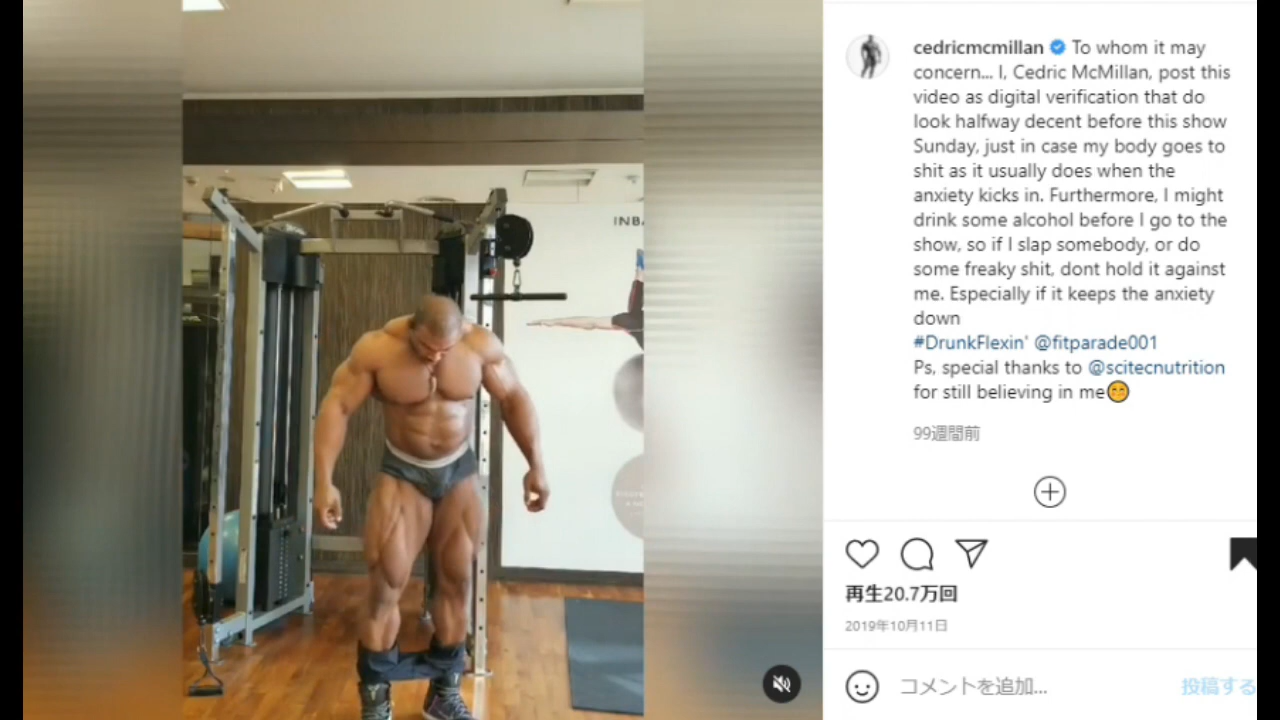 INBA
cedricmcmillan To whom it may
concern... I, Cedric McMillan, post this
video as digital verification that do
look halfway decent before this show
Sunday, just in case my body goes to
shit as it usually does when the
anxiety kicks in. Furthermore, I might
drink some alcohol before I go to the
show, so if I slap somebody, or do
some freaky shit, dont hold it against
me. Especially if it keeps the anxiety
down
#DrunkFlexin' @fitparade001
Ps, special thanks to @scitecnutrition
for still believing in me😁
99週間前
再生20.7万回
2019年10月11日
コメントを追加...
投稿する